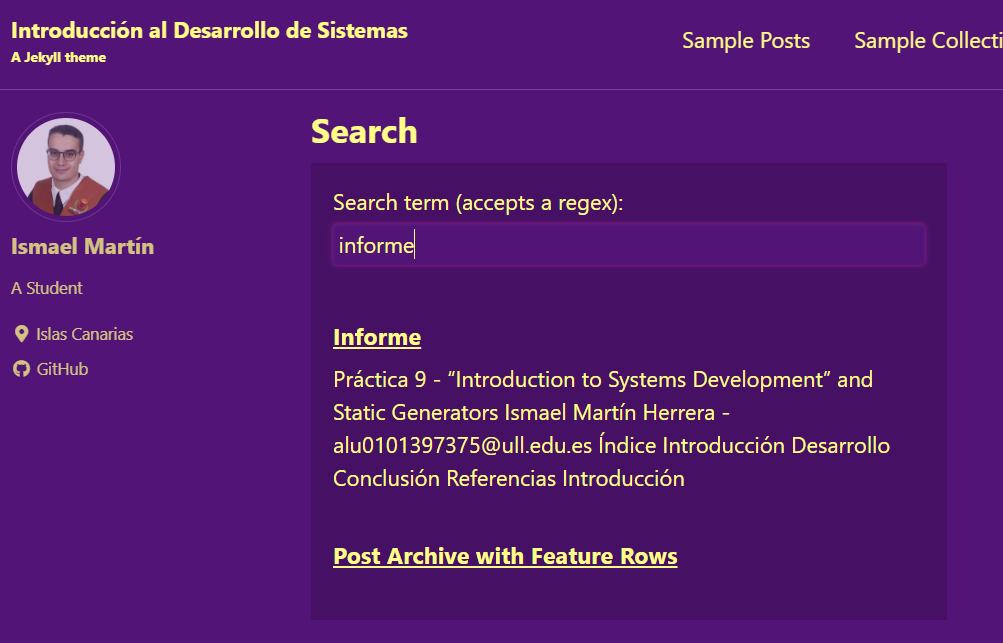 Introducción al Desarrollo de Sistemas
A Jekyll theme
Sample Posts
Sample Collecti
Ismael Martín
A Student
Islas Canarias
GitHub
Search
Search term (accepts a regex):
informe
Informe
Práctica 9 - “Introduction to Systems Development” and
Static Generators Ismael Martín Herrera -
alu0101397375@ull.edu.es Índice Introducción Desarrollo
Conclusión Referencias Introducción
Post Archive with Feature Rows